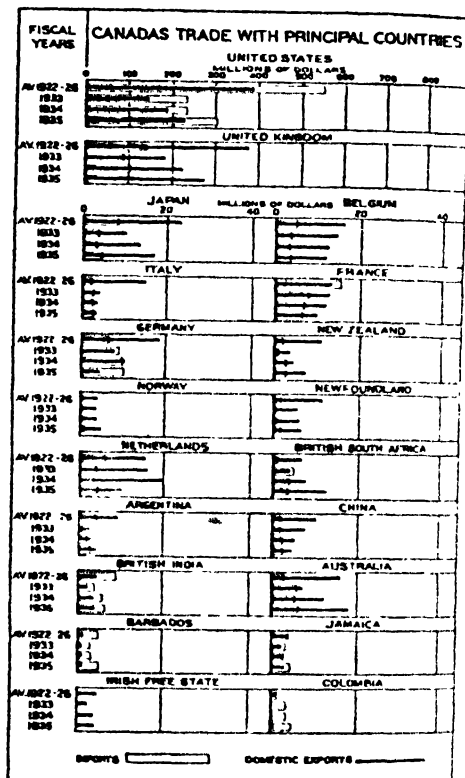 FISCAL YEARS
CANADAS TRADE WITH PRINCIPAL COUNTRIES
UNITED STATES
MILLIONS OF DOLLARS
0 100 200 300 400 500 600 700 800
AV.1922-26
1933
1934
1935
UNITED KINGDOM
AV.1922-26
1933
1934
1935
JAPAN MILLIONS OF DOLLARS BELGIUM
0 20 40 0 20 40
AV.1922-26
1933
1934
1935
ITALY FRANCE
AV.1922-26
1933
1934
1935
GERMANY NEW ZEALAND
AV.1922-26
1933
1934
1935
NORWAY NEWFOUNDLAND
AV.1922-26
1933
1934
1935
NETHERLANDS BRITISH SOUTH AFRICA
AV.1922-26
1933
1934
1935
ARGENTINA CHINA
AV.1922-26
1933
1934
1935
BRITISH INDIA AUSTRALIA
AV.1922-26
1933
1934
1935
BARBADOS JAMAICA
AV.1922-26
1933
1934
1935
IRISH FREE STATE COLOMBIA
AV.1922-26
1933
1934
1935
IMPORTS DOMESTIC EXPORTS